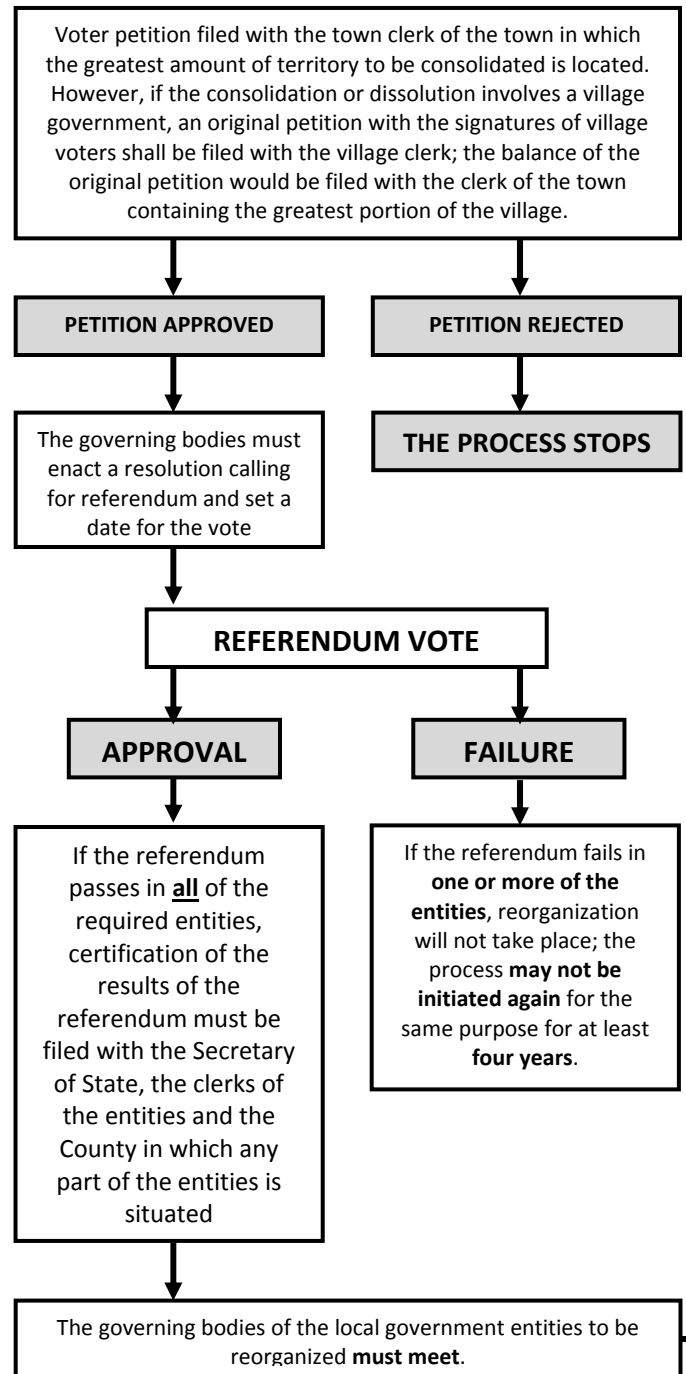 Voter petition filed with the town clerk of the town in which
the greatest amount of territory to be consolidated is located.
However, if the consolidation or dissolution involves a village
government, an original petition with the signatures of village
voters shall be filed with the village clerk; the balance of the
original petition would be filed with the clerk of the town
containing the greatest portion of the village.
PETITION APPROVED
PETITION REJECTED
The governing bodies must
enact a resolution calling
for referendum and set a
date for the vote
THE PROCESS STOPS
REFERENDUM VOTE
APPROVAL
FAILURE
If the referendum
passes in all of the
required entities,
certification of the
results of the
referendum must be
filed with the Secretary
of State, the clerks of
the entities and the
County in which any
part of the entities is
situated
If the referendum fails in
one or more of the
entities, reorganization
will not take place; the
process may not be
initiated again for the
same purpose for at least
four years.
The governing bodies of the local government entities to be
reorganized must meet.